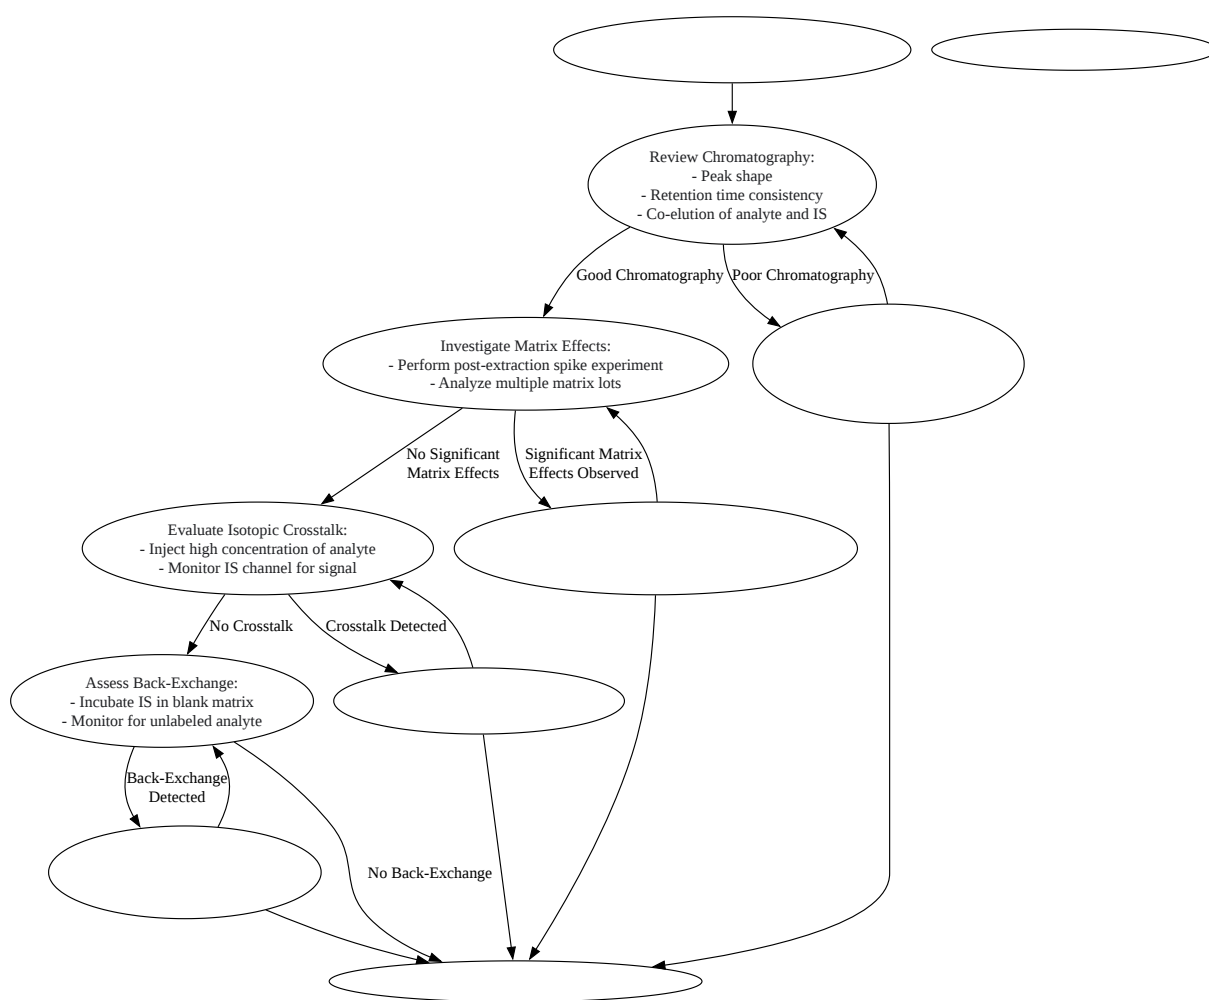 Review Chromatography:
- Peak shape
- Retention time consistency
- Co-elution of analyte and IS
Good Chromatography
Poor Chromatography
Investigate Matrix Effects:
- Perform post-extraction spike experiment
- Analyze multiple matrix lots
No Significant
Matrix Effects
Significant Matrix
Effects Observed
Evaluate Isotopic Crosstalk:
- Inject high concentration of analyte
- Monitor IS channel for signal
No Crosstalk
Crosstalk Detected
Assess Back-Exchange:
- Incubate IS in blank matrix
- Monitor for unlabeled analyte
Back-Exchange
Detected
No Back-Exchange